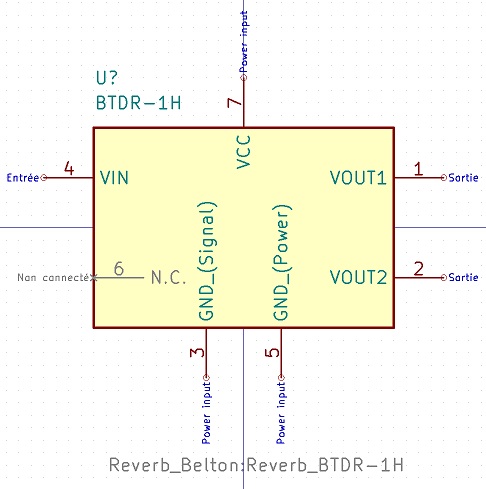 Power input
U?
BTDR-1H
7
VCC
Entrée 4 VIN
VOUT1 1 Sortie
Non connecté 6 N.C.
GND_(Signal)
GND_(Power)
VOUT2 2 Sortie
3
5
Power input
Power input
Reverb_Belton:Reverb_BTDR-1H